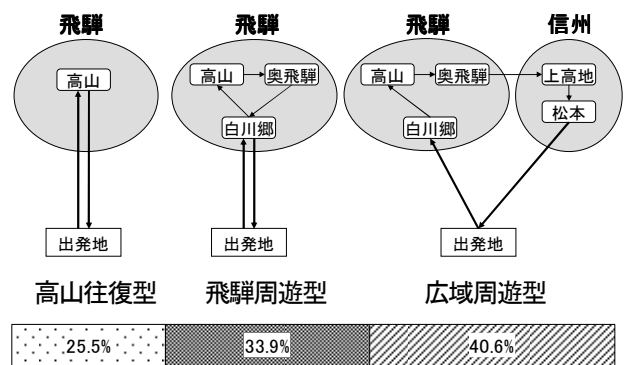 飛騨 飛騨 飛騨 信州
高山 高山 奥飛騨 高山 奥飛騨 上高地
白川郷 白川郷 松本
出発地 出発地 出発地
高山往復型 飛騨周遊型 広域周遊型
25.5% 33.9% 40.6%